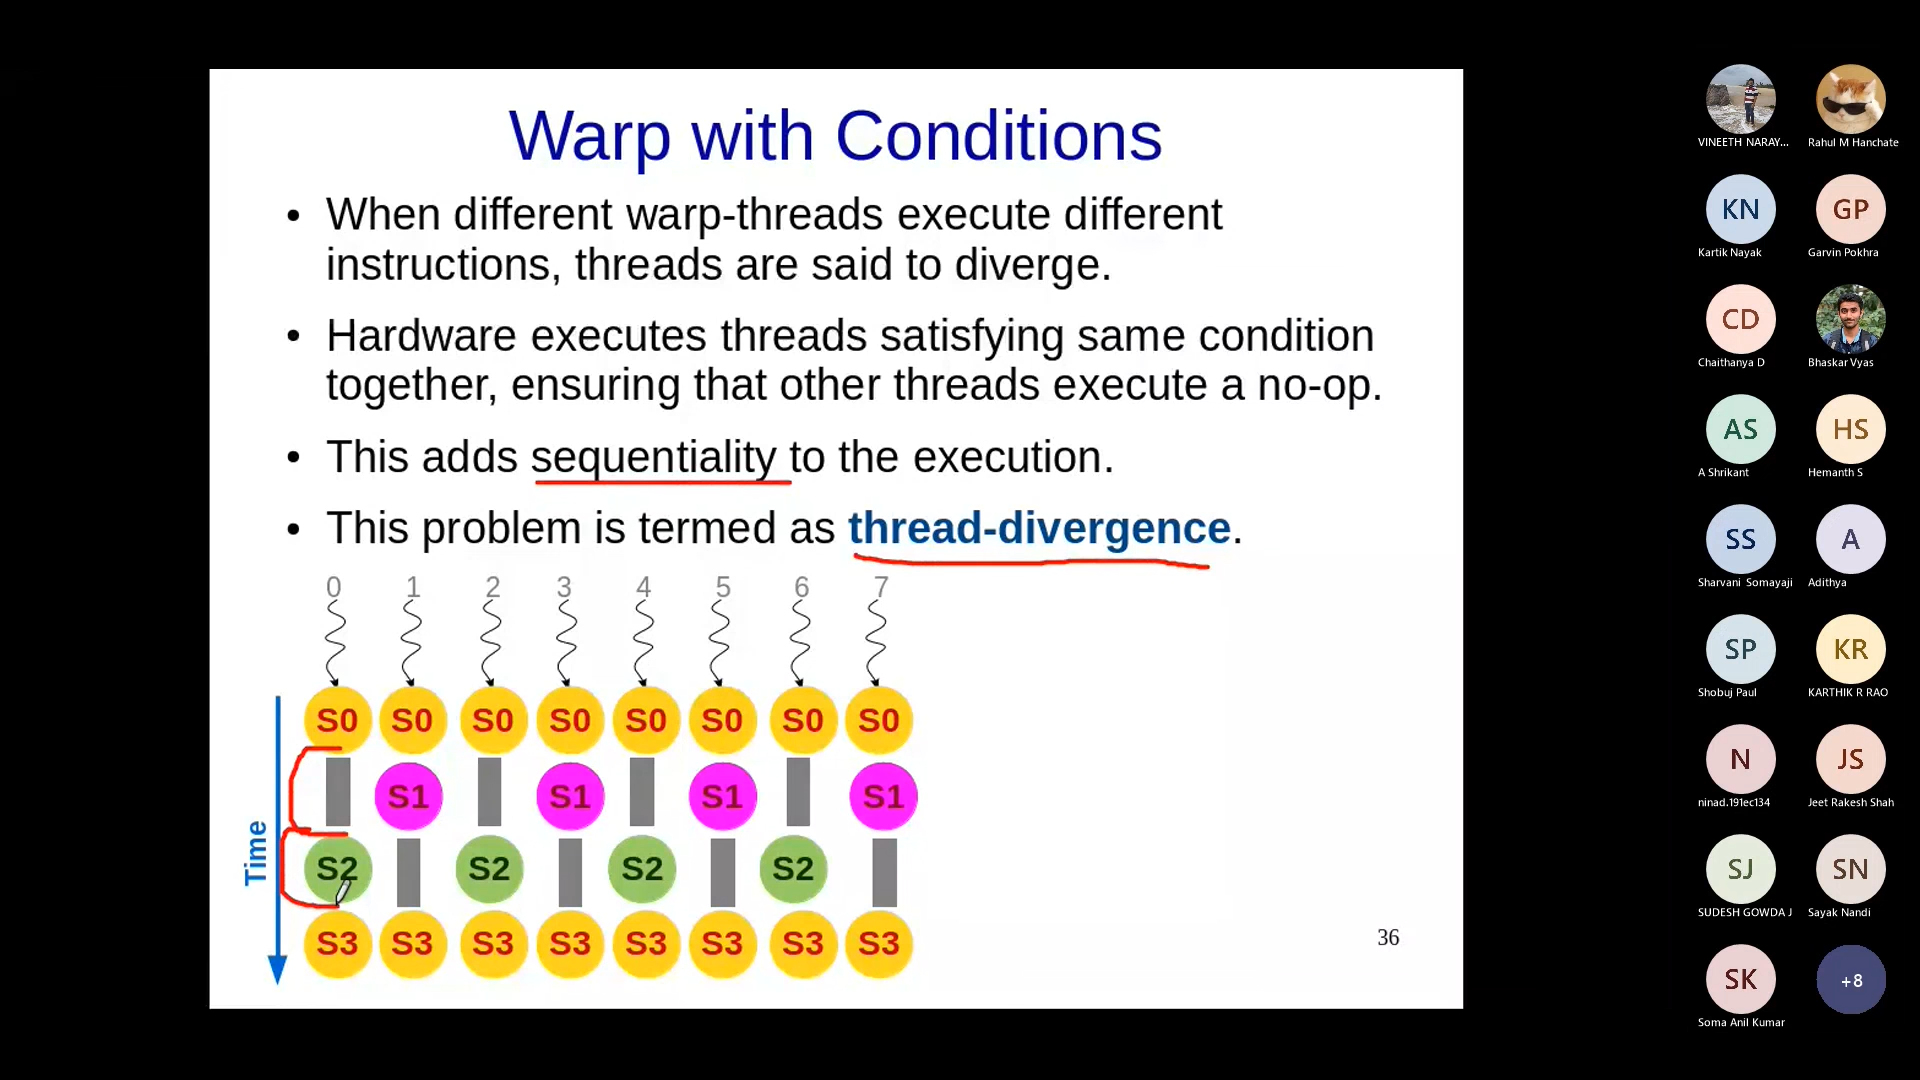 Warp with Conditions
• When different warp-threads execute different
instructions, threads are said to diverge.
• Hardware executes threads satisfying same condition
together, ensuring that other threads execute a no-op.
• This adds sequentiality to the execution.
• This problem is termed as thread-divergence.
0 1 2 3 4 5 6 7
S0 S0 S0 S0 S0 S0 S0 S0
S1 S1 S1 S1
S2 S2 S2 S2
S3 S3 S3 S3 S3 S3 S3 S3
Time
36
VINEETH NARAY... Rahul M Hanchate
KN GP
Kartik Nayak Garvin Pokhra
CD
Chaithanya D Bhaskar Vyas
AS HS
A Shrikant Hemanth S
SS A
Sharvani Somayaji Adithya
SP KR
Shobuj Paul KARTHIK R RAO
N JS
ninad.191ec134 Jeet Rakesh Shah
SJ SN
SUDESH GOWDA J Sayak Nandi
SK +8
Soma Anil Kumar